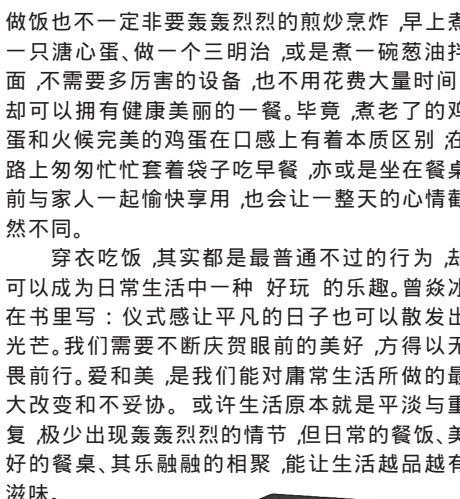 做饭也不一定非要轰轰烈烈的煎炒烹炸,早上煮
一只溏心蛋、做一个三明治,或是煮一碗葱油拌
面,不需要多厉害的设备,也不用花费大量时间,
却可以拥有健康美丽的一餐。毕竟,煮老了的鸡
蛋和火候完美的鸡蛋在口感上有着本质区别;在
路上匆匆忙忙套着袋子吃早餐,亦或是坐在餐桌
前与家人一起愉快享用,也会让一整天的心情截
然不同。
穿衣吃饭,其实都是最普通不过的行为,却
可以成为日常生活中一种 好玩 的乐趣。曾焱冰
在书里写:仪式感让平凡的日子也可以散发出
光芒。我们需要不断庆贺眼前的美好,方得以无
畏前行。爱和美,是我们能对庸常生活所做的最
大改变和不妥协。或许生活原本就是平淡与重
复,极少出现轰轰烈烈的情节,但日常的餐饭、美
好的餐桌、其乐融融的相聚,能让生活越品越有
滋味。